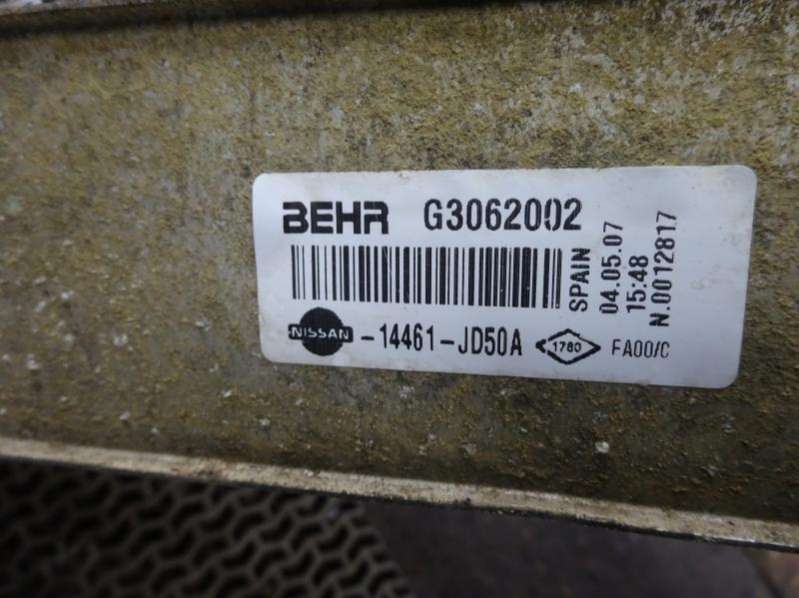 BEHR G3062002
SPAIN
04.05.07
15:48
N.0012817
NISSAN -14461-JD50A 1780 FA00/C